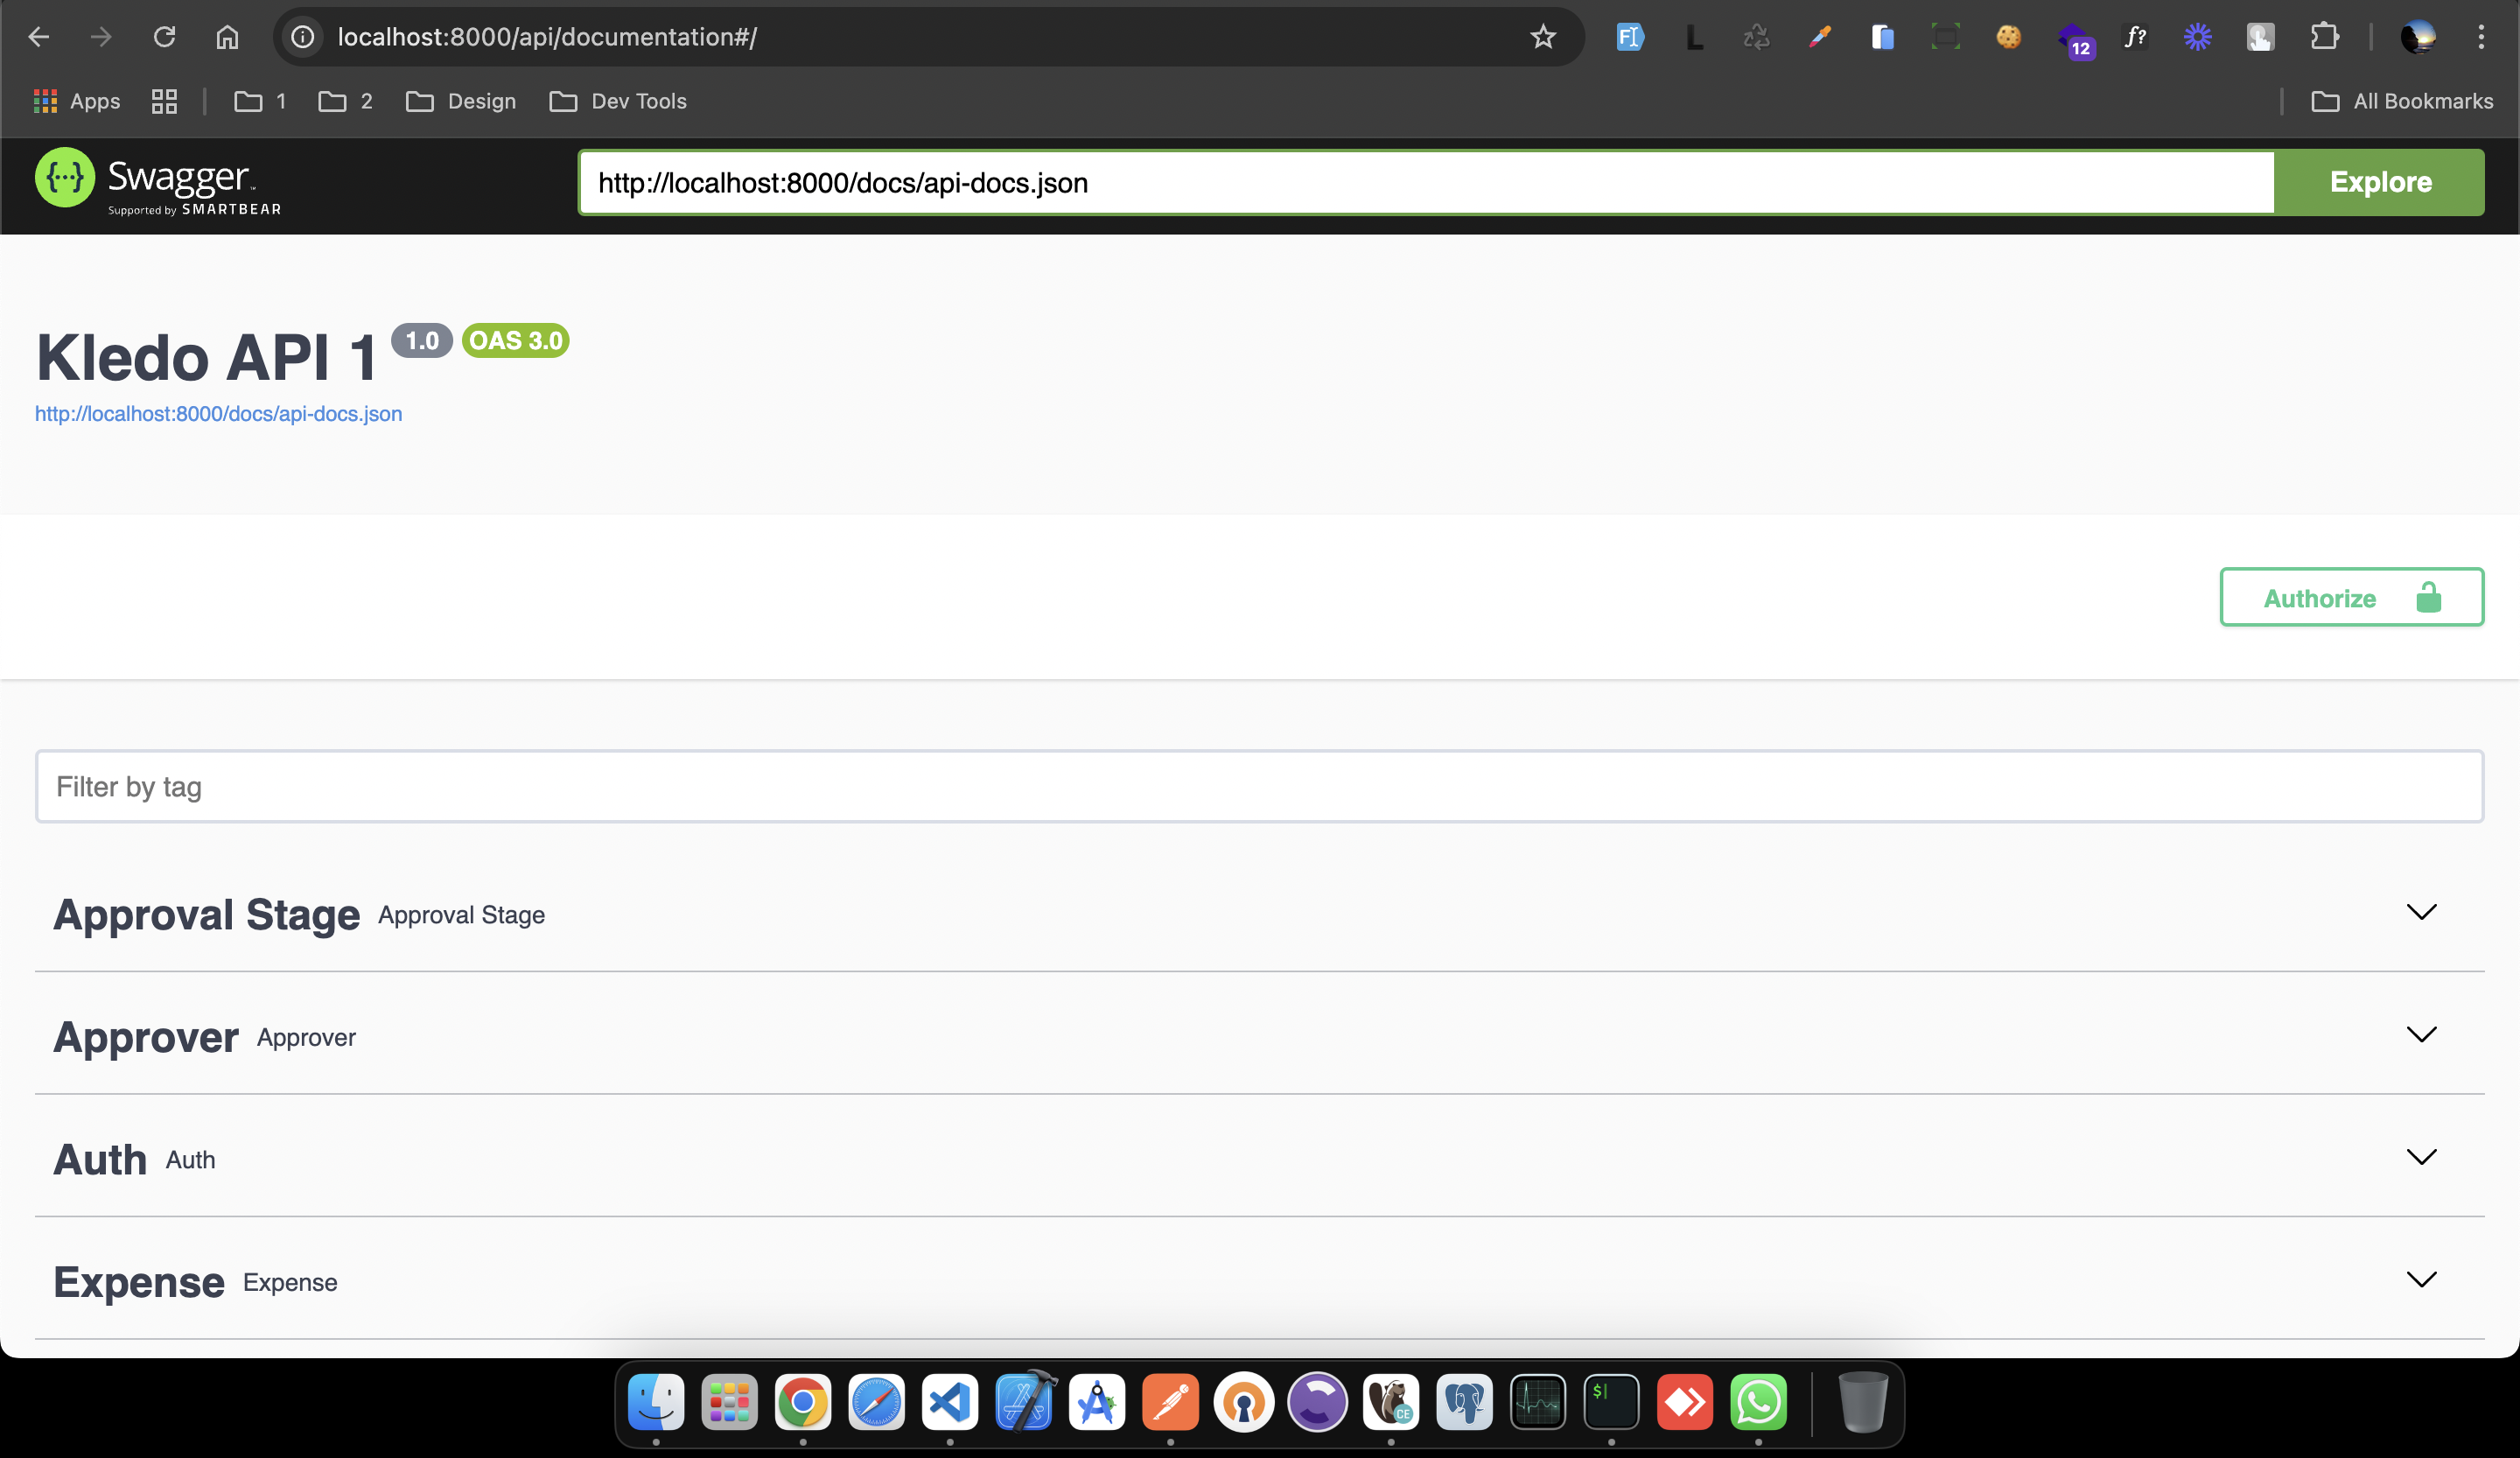 localhost:8000/api/documentation#/
12
f?
Apps
1
2
Design
Dev Tools
All Bookmarks
Swagger
Supported by SMARTBEAR
http://localhost:8000/docs/api-docs.json
Explore
Kledo API 1
1.0
OAS 3.0
http://localhost:8000/docs/api-docs.json
Authorize
Filter by tag
Approval Stage Approval Stage
Approver Approver
Auth Auth
Expense Expense
CE
$